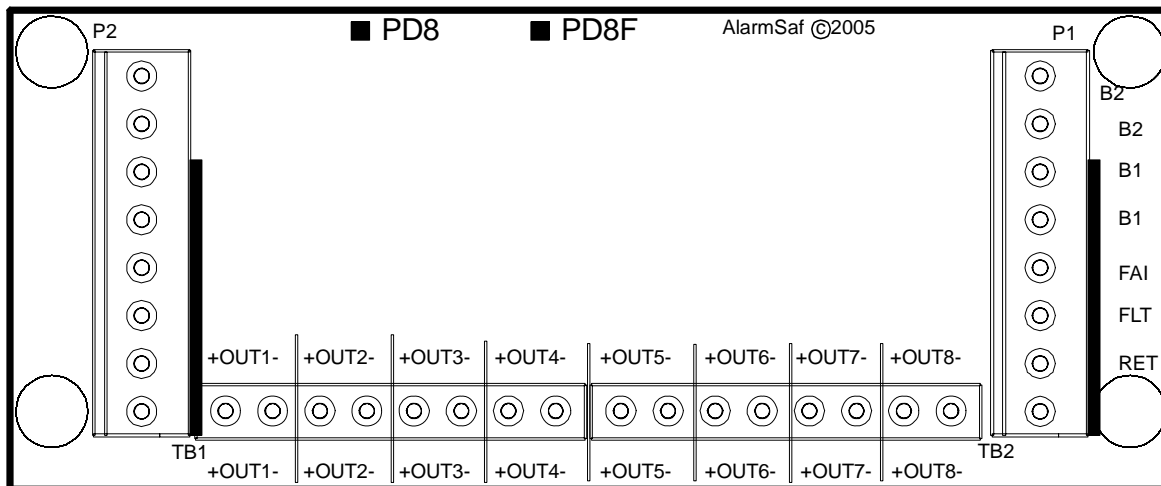 P2
PD8
PD8F
AlarmSaf ©2005
P1
B2
B2
B1
B1
FAI
FLT
RET
+OUT1- +OUT2- +OUT3- +OUT4- +OUT5- +OUT6- +OUT7- +OUT8-
TB1
TB2
+OUT1- +OUT2- +OUT3- +OUT4- +OUT5- +OUT6- +OUT7- +OUT8-